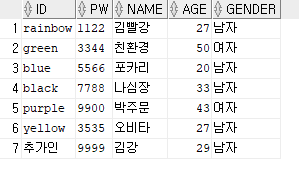 ID PW NAME AGE GENDER
1 rainbow 1122 김빨강 27 남자
2 green 3344 친환경 50 여자
3 blue 5566 포카리 20 남자
4 black 7788 나심장 33 남자
5 purple 9900 박주문 43 여자
6 yellow 3535 오비타 27 남자
7 추가인 9999 김강 29 남자